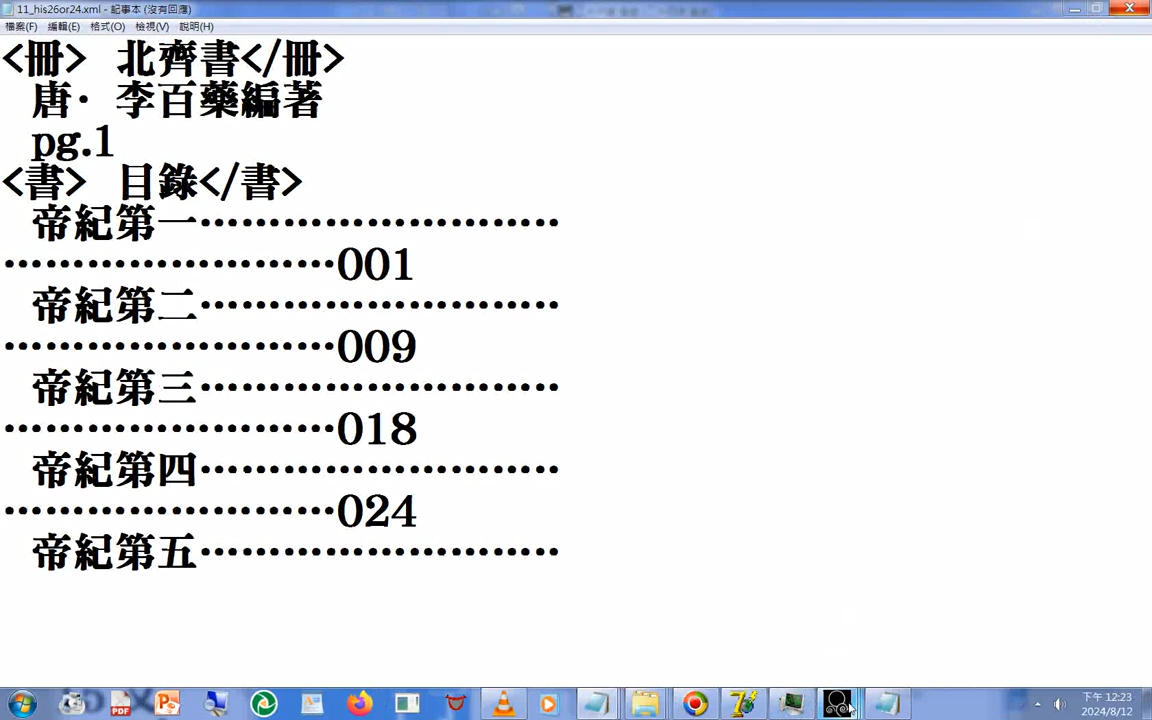 11_his26or24.xml - 記事本 (沒有回應)
檔案(F) 編輯(E) 格式(O) 檢視(V) 說明(H)
<冊> 北齊書</冊>
唐· 李百藥編著
pg.1
<書> 目錄</書>
帝紀第一…………………………
………………………001
帝紀第二…………………………
………………………009
帝紀第三…………………………
………………………018
帝紀第四…………………………
………………………024
帝紀第五…………………………
PDF
下午 12:23
2024/8/12